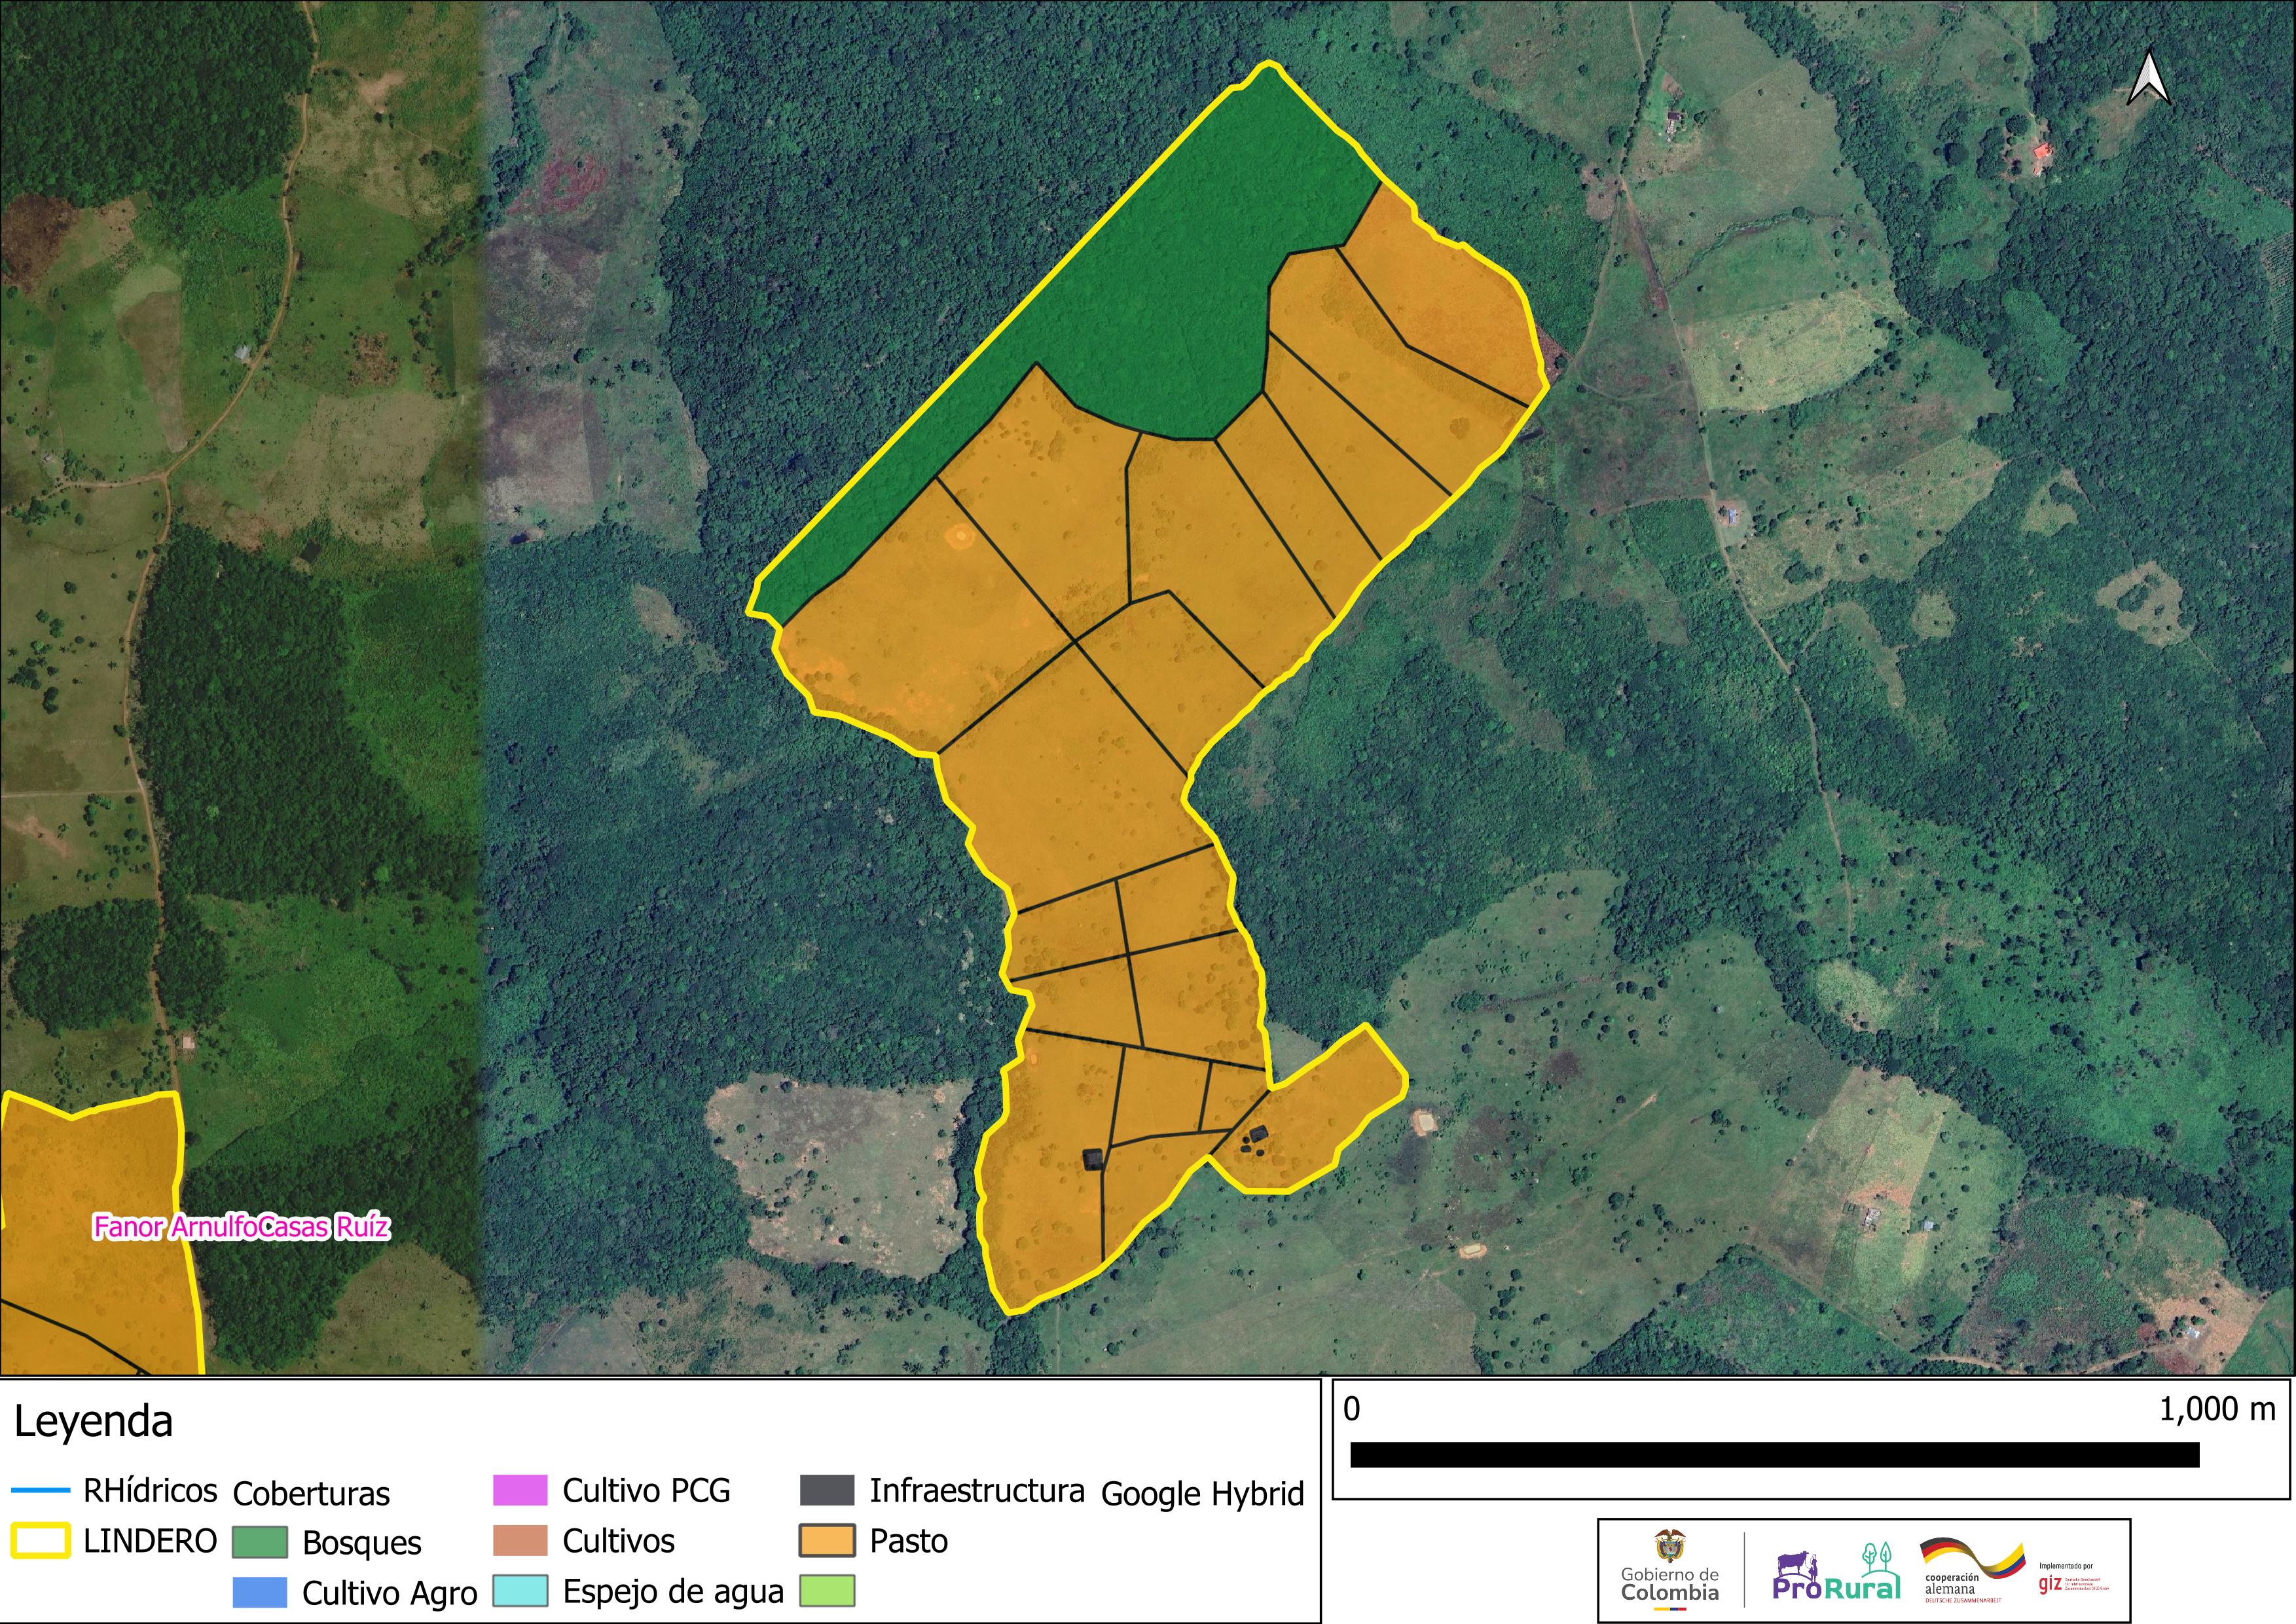 Fanor ArnulfoCasas Ruíz
Leyenda
RHídricos
LINDERO
Coberturas
Bosques
Cultivo Agro
Cultivo PCG
Cultivos
Espejo de agua
Infraestructura
Pasto
Google Hybrid
0 1,000 m
Gobierno de
Colombia
ProRural
cooperación
alemana
DEUTSCHE ZUSAMMENARBEIT
Implementado por
giz